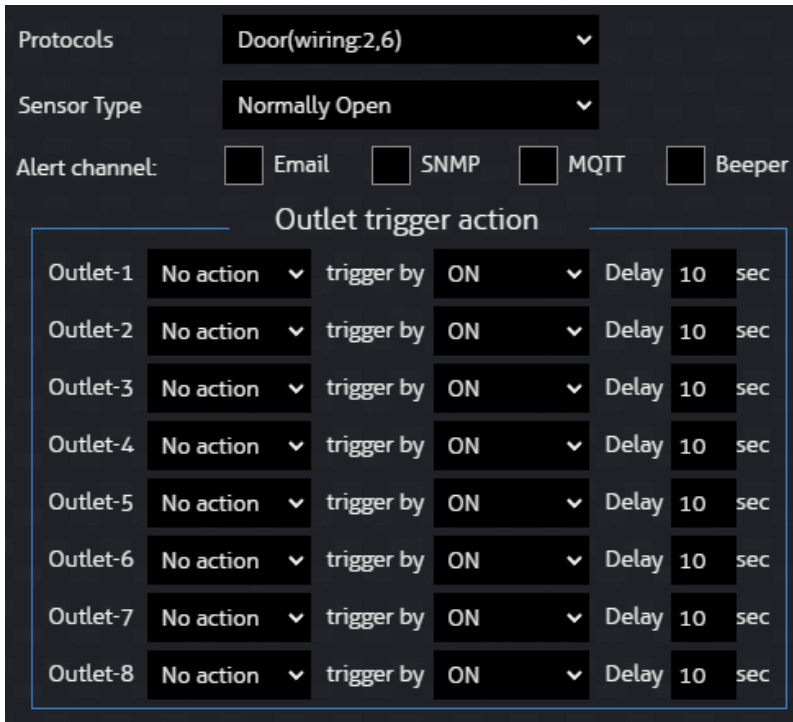 Protocols Door(wiring:2,6)
Sensor Type Normally Open
Alert channel: Email SNMP MQTT Beeper
Outlet trigger action
Outlet-1 No action trigger by ON Delay 10 sec
Outlet-2 No action trigger by ON Delay 10 sec
Outlet-3 No action trigger by ON Delay 10 sec
Outlet-4 No action trigger by ON Delay 10 sec
Outlet-5 No action trigger by ON Delay 10 sec
Outlet-6 No action trigger by ON Delay 10 sec
Outlet-7 No action trigger by ON Delay 10 sec
Outlet-8 No action trigger by ON Delay 10 sec